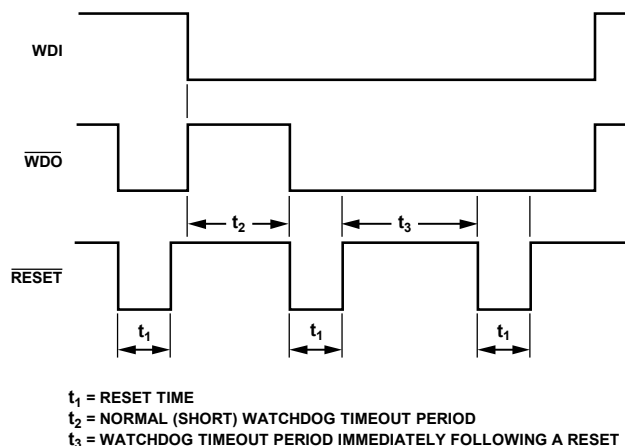 WDI
WDO
t₂
t₃
RESET
t₁
t₁
t₁
t₁ = RESET TIME
t₂ = NORMAL (SHORT) WATCHDOG TIMEOUT PERIOD
t₃ = WATCHDOG TIMEOUT PERIOD IMMEDIATELY FOLLOWING A RESET